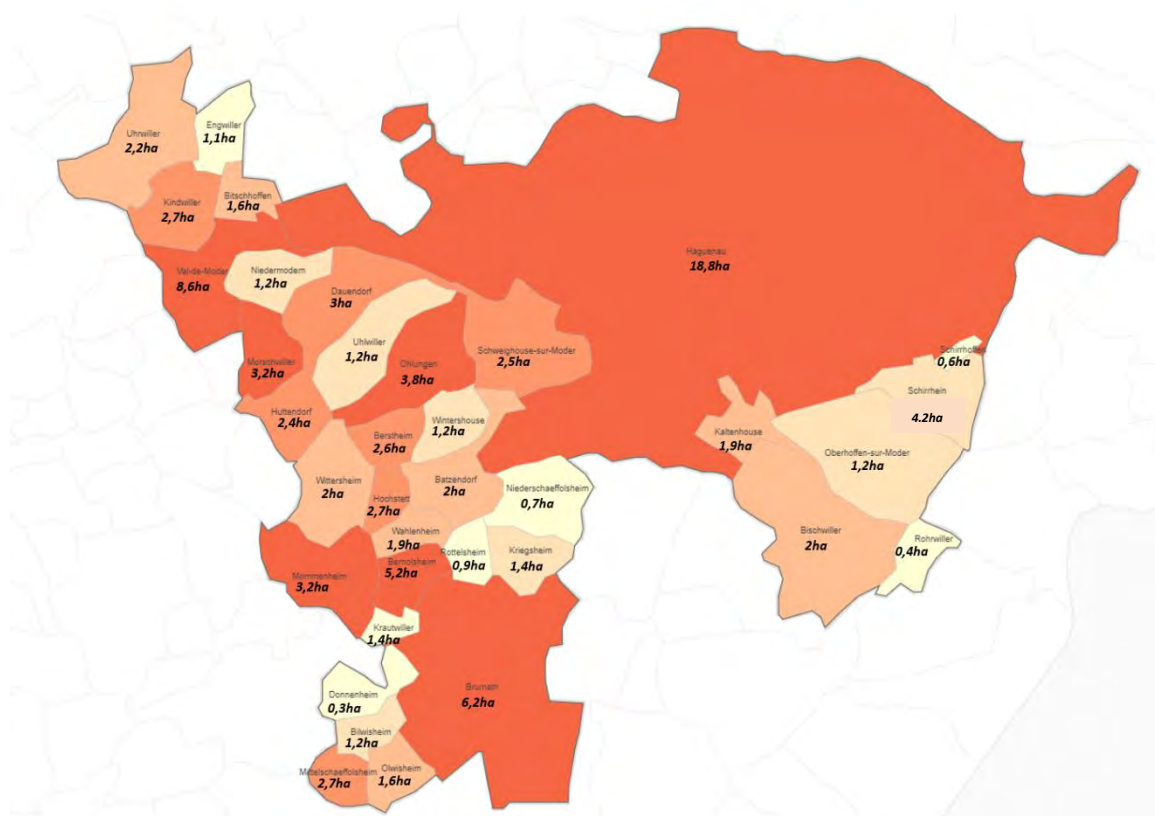 Uhrwiller
2,2ha
Engwiller
1,1ha
Kindwiller
2,7ha
Bitschhoffen
1,6ha
Val-de-Moder
8,6ha
Niedermodern
1,2ha
Dauendorf
3ha
Haguenau
18,8ha
Morschwiller
3,2ha
Uhlwiller
1,2ha
Ohlungen
3,8ha
Schweighouse-sur-Moder
2,5ha
Schirrhoffen
0,6ha
Schirrhein
4.2ha
Huttendorf
2,4ha
Berstheim
2,6ha
Wintershouse
1,2ha
Kaltenhouse
1,9ha
Oberhoffen-sur-Moder
1,2ha
Wittersheim
2ha
Hochstett
2,7ha
Batzendorf
2ha
Niederschaeffolsheim
0,7ha
Bischwiller
2ha
Rohrwiller
0,4ha
Wahlenheim
1,9ha
Bernolsheim
5,2ha
Rottelsheim
0,9ha
Kriegsheim
1,4ha
Mommenheim
3,2ha
Krautwiller
1,4ha
Donnenheim
0,3ha
Brumath
6,2ha
Bilwisheim
1,2ha
Mittelschaeffolsheim
2,7ha
Olwisheim
1,6ha